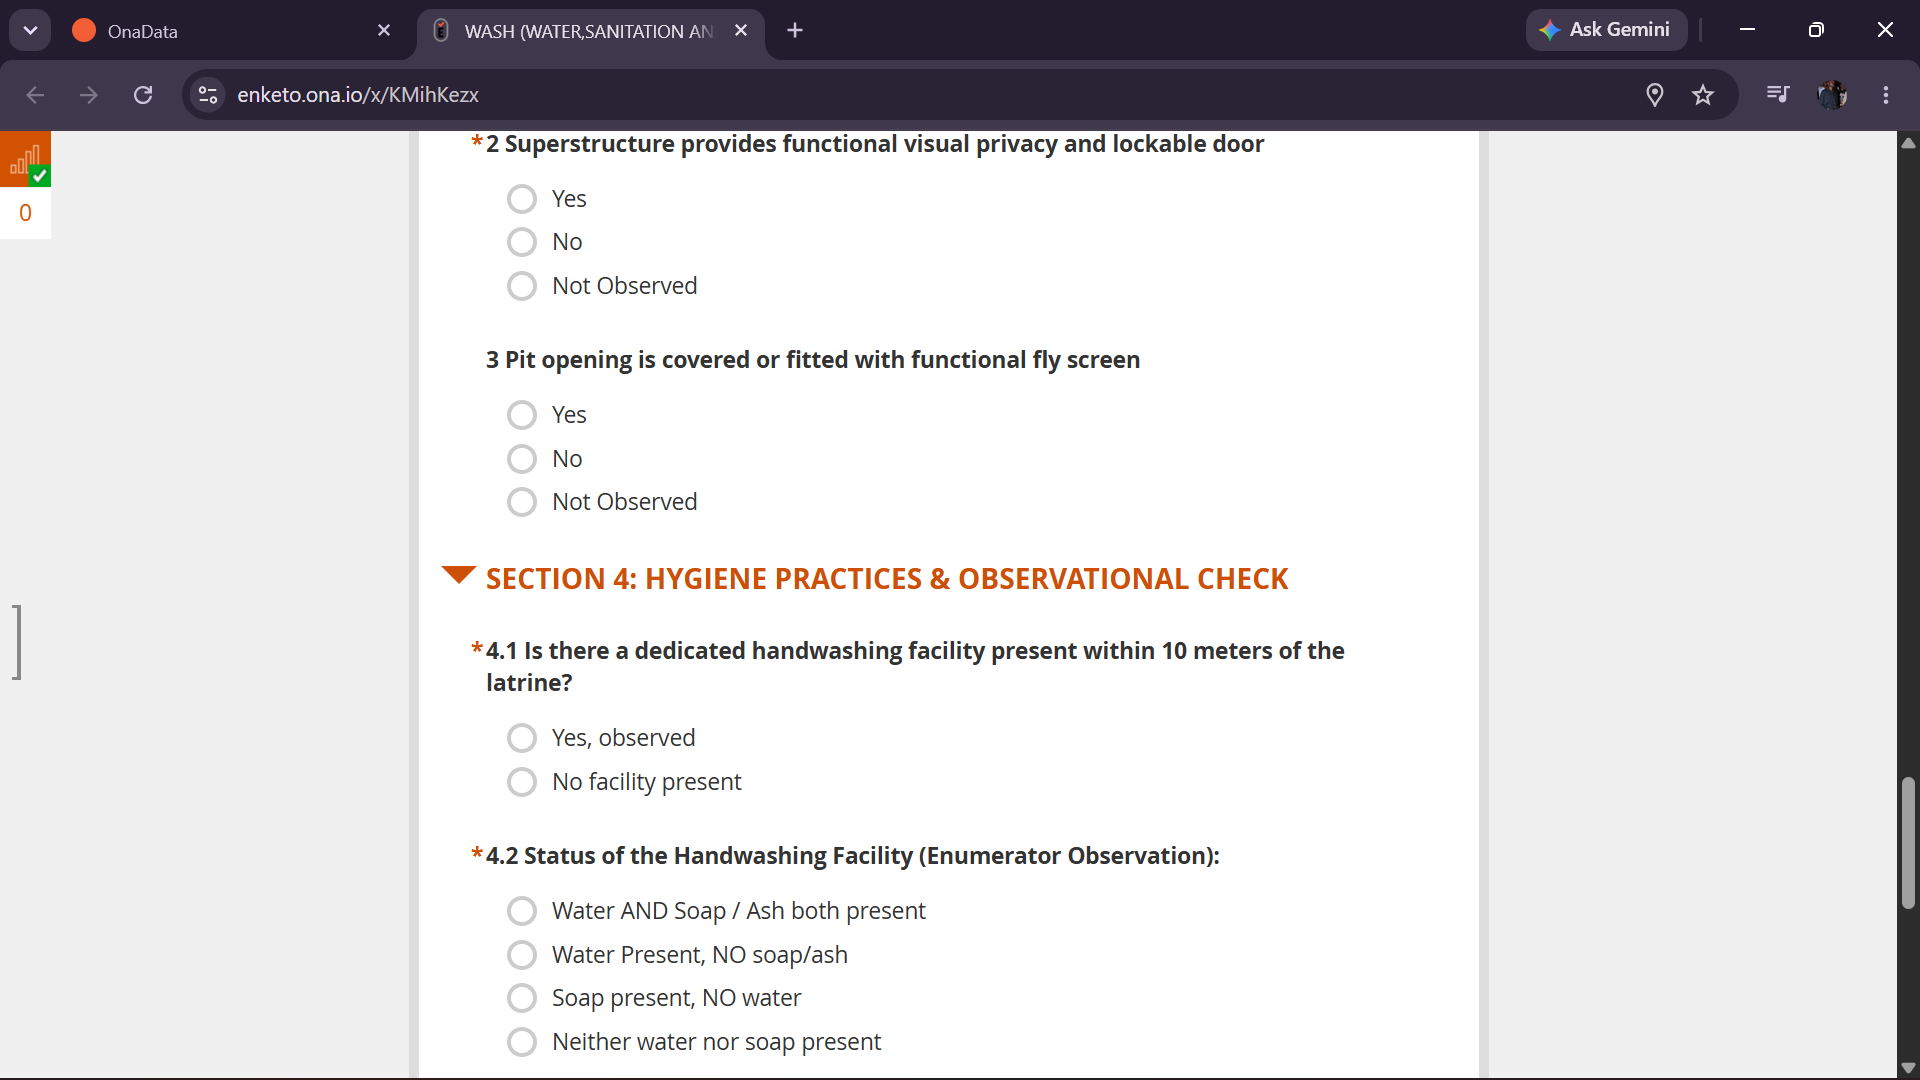 OnaData
WASH (WATER,SANITATION AN
Ask Gemini
enketo.ona.io/x/KMihKezx
0
*2 Superstructure provides functional visual privacy and lockable door
Yes
No
Not Observed
3 Pit opening is covered or fitted with functional fly screen
Yes
No
Not Observed
SECTION 4: HYGIENE PRACTICES & OBSERVATIONAL CHECK
*4.1 Is there a dedicated handwashing facility present within 10 meters of the
latrine?
Yes, observed
No facility present
*4.2 Status of the Handwashing Facility (Enumerator Observation):
Water AND Soap / Ash both present
Water Present, NO soap/ash
Soap present, NO water
Neither water nor soap present